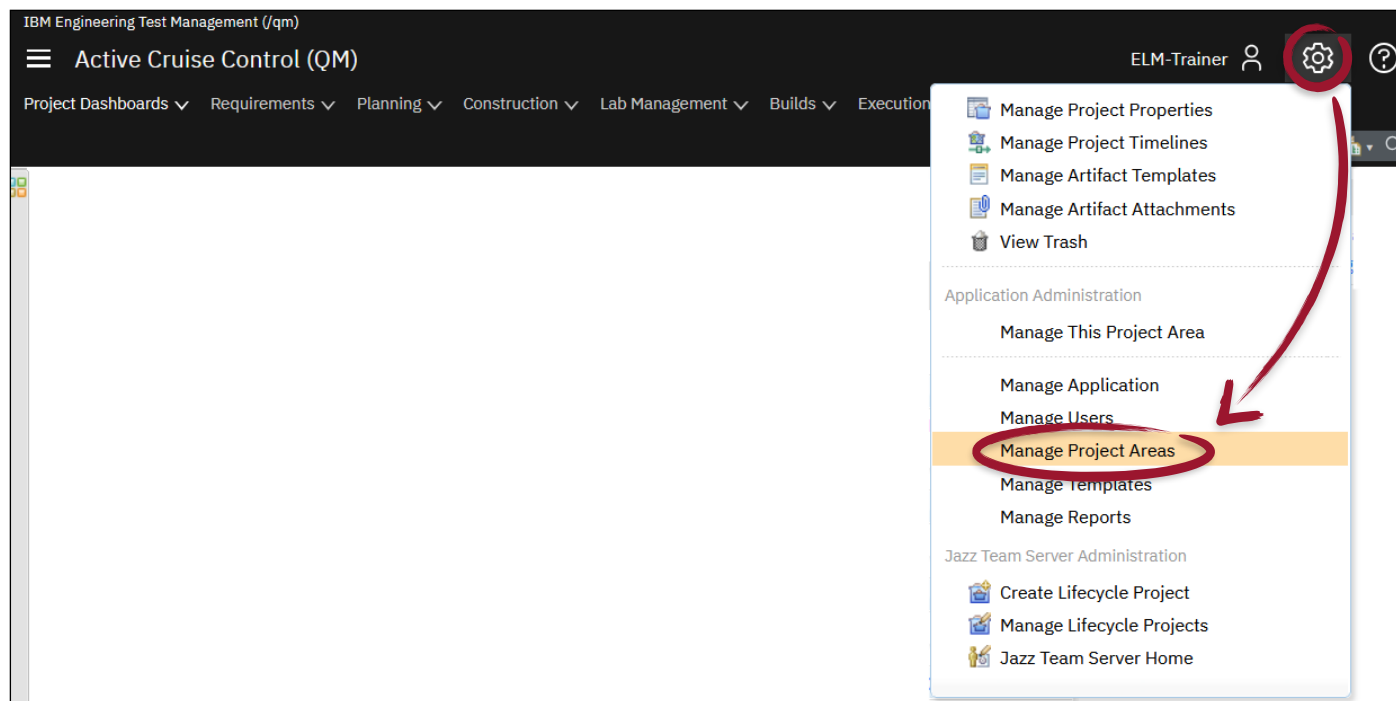 IBM Engineering Test Management (/qm)
Active Cruise Control (QM)
ELM-Trainer
Project Dashboards
Requirements
Planning
Construction
Lab Management
Builds
Execution
Manage Project Properties
Manage Project Timelines
Manage Artifact Templates
Manage Artifact Attachments
View Trash
Application Administration
Manage This Project Area
Manage Application
Manage Users
Manage Project Areas
Manage Templates
Manage Reports
Jazz Team Server Administration
Create Lifecycle Project
Manage Lifecycle Projects
Jazz Team Server Home